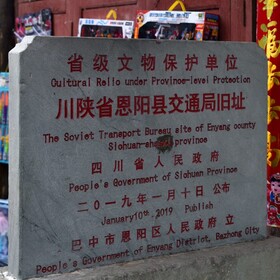 省级文物保护单位
Cultural Relio under Province-level Protection
川陕省恩阳县交通局旧址
The Soviet Transport Bureau site of Enyang county
Sichuan-shaanxi province
四川省人民政府
People's Government of Sichuan Province
二〇一九年一月十日 公布
January10th, 2019 Publish
巴中市恩阳区人民政府 立
People's Government of Enyang District, Bazhong City